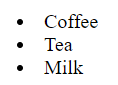 • Coffee
• Tea
• Milk